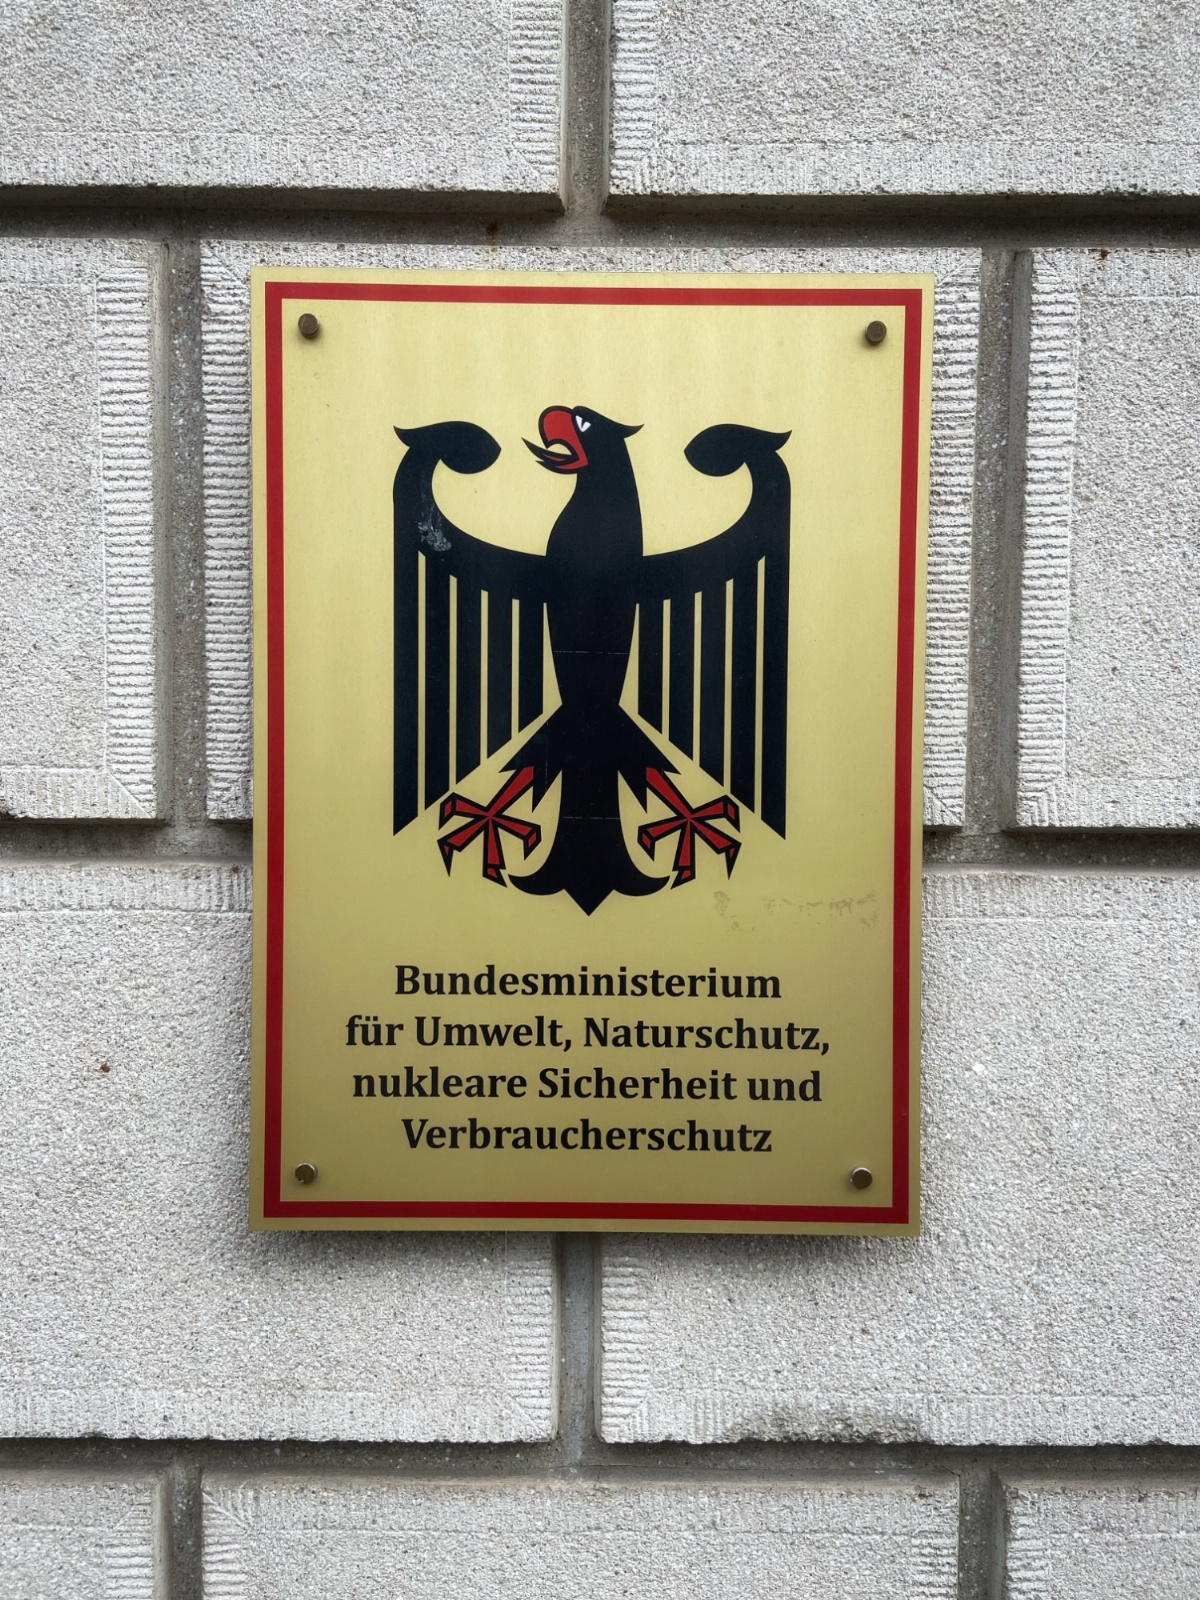 Bundesministerium
für Umwelt, Naturschutz,
nukleare Sicherheit und
Verbraucherschutz